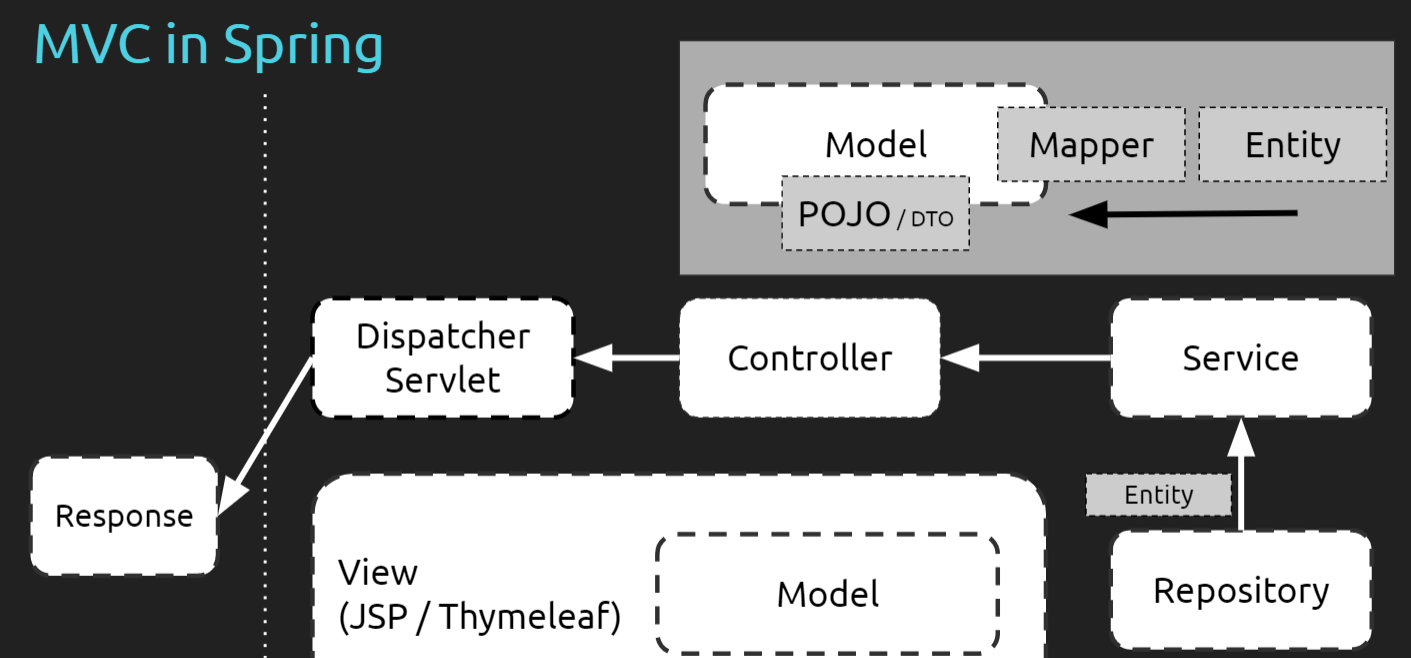 MVC in Spring
Model
Mapper
Entity
POJO / DTO
Dispatcher
Servlet
Controller
Service
Response
Entity
View
(JSP / Thymeleaf)
Model
Repository